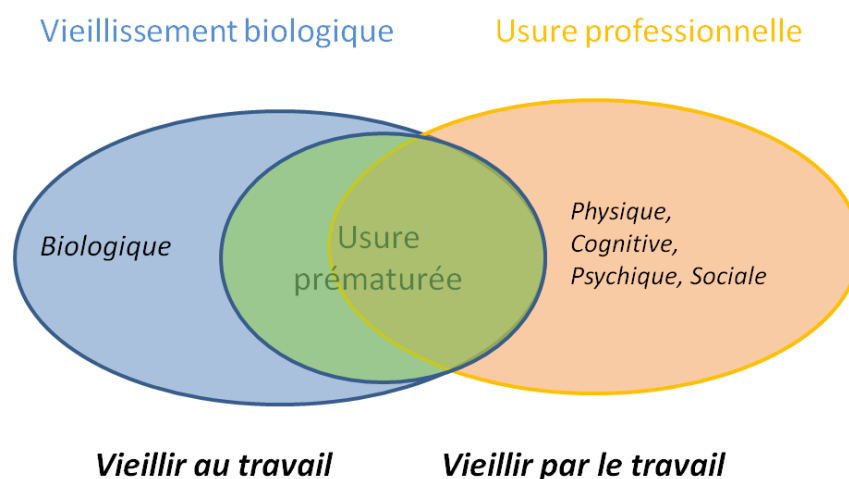 Vieillissement biologique
Usure professionnelle
Biologique
Usure
prématurée
Physique,
Cognitive,
Psychique, Sociale
Vieillir au travail
Vieillir par le travail